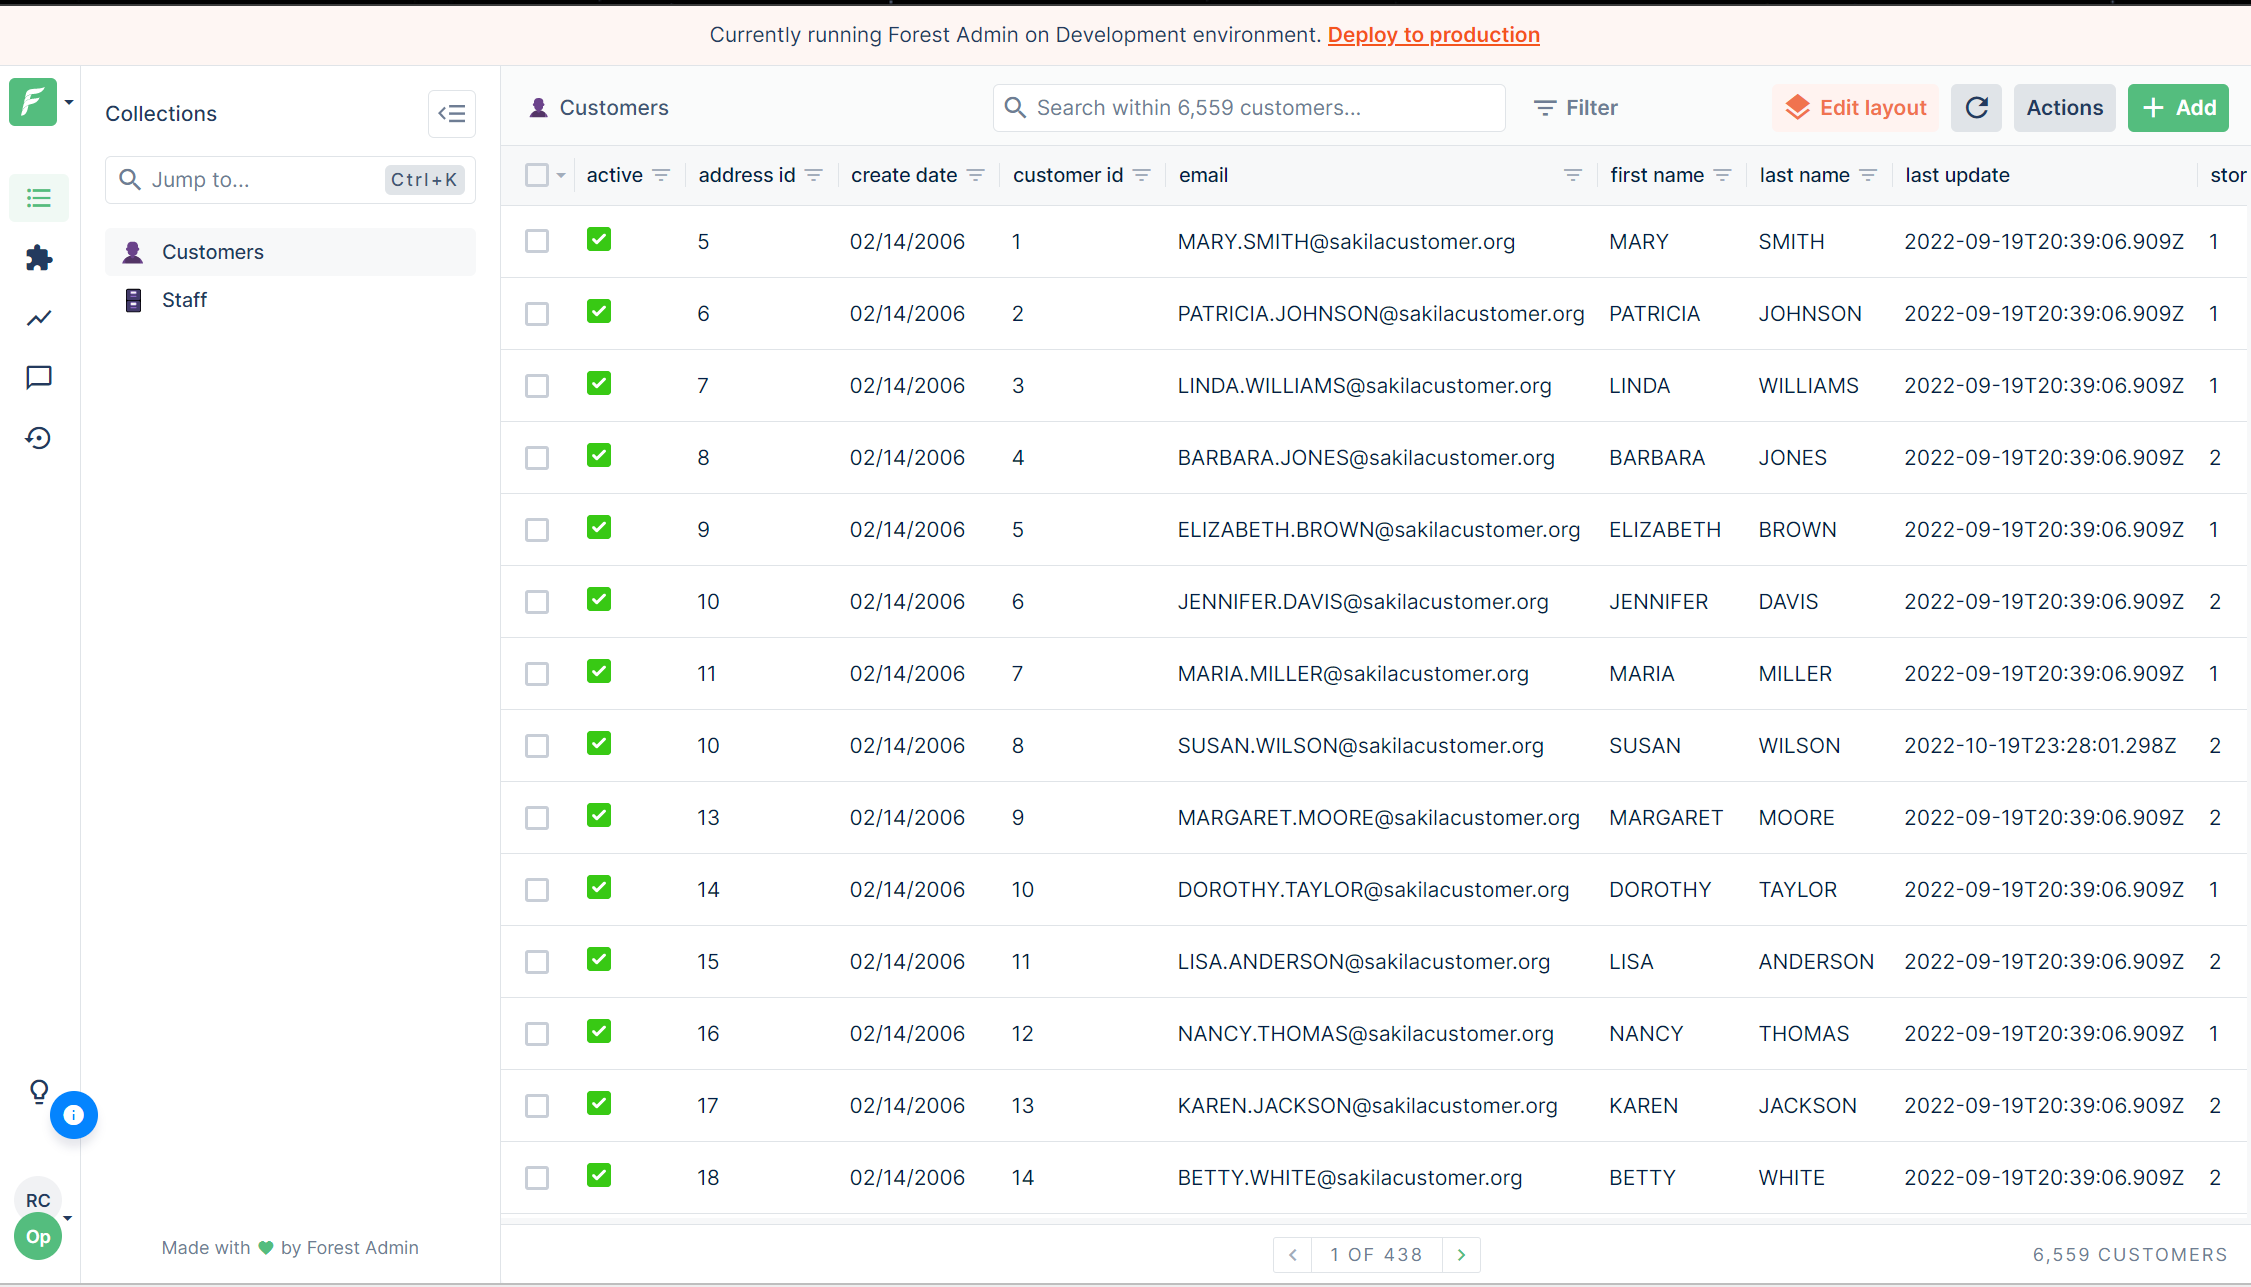 Currently running Forest Admin on Development environment. Deploy to production
Collections
Jump to... Ctrl+K
Customers
Staff
Customers
Search within 6,559 customers...
Filter
Edit layout
Actions
+ Add
active address id create date customer id email first name last name last update stor
5 02/14/2006 1 MARY.SMITH@sakilacustomer.org MARY SMITH 2022-09-19T20:39:06.909Z 1
6 02/14/2006 2 PATRICIA.JOHNSON@sakilacustomer.org PATRICIA JOHNSON 2022-09-19T20:39:06.909Z 1
7 02/14/2006 3 LINDA.WILLIAMS@sakilacustomer.org LINDA WILLIAMS 2022-09-19T20:39:06.909Z 1
8 02/14/2006 4 BARBARA.JONES@sakilacustomer.org BARBARA JONES 2022-09-19T20:39:06.909Z 2
9 02/14/2006 5 ELIZABETH.BROWN@sakilacustomer.org ELIZABETH BROWN 2022-09-19T20:39:06.909Z 1
10 02/14/2006 6 JENNIFER.DAVIS@sakilacustomer.org JENNIFER DAVIS 2022-09-19T20:39:06.909Z 2
11 02/14/2006 7 MARIA.MILLER@sakilacustomer.org MARIA MILLER 2022-09-19T20:39:06.909Z 1
10 02/14/2006 8 SUSAN.WILSON@sakilacustomer.org SUSAN WILSON 2022-10-19T23:28:01.298Z 2
13 02/14/2006 9 MARGARET.MOORE@sakilacustomer.org MARGARET MOORE 2022-09-19T20:39:06.909Z 2
14 02/14/2006 10 DOROTHY.TAYLOR@sakilacustomer.org DOROTHY TAYLOR 2022-09-19T20:39:06.909Z 1
15 02/14/2006 11 LISA.ANDERSON@sakilacustomer.org LISA ANDERSON 2022-09-19T20:39:06.909Z 2
16 02/14/2006 12 NANCY.THOMAS@sakilacustomer.org NANCY THOMAS 2022-09-19T20:39:06.909Z 1
17 02/14/2006 13 KAREN.JACKSON@sakilacustomer.org KAREN JACKSON 2022-09-19T20:39:06.909Z 2
18 02/14/2006 14 BETTY.WHITE@sakilacustomer.org BETTY WHITE 2022-09-19T20:39:06.909Z 2
RC
Op
Made with by Forest Admin
1 OF 438
6,559 CUSTOMERS